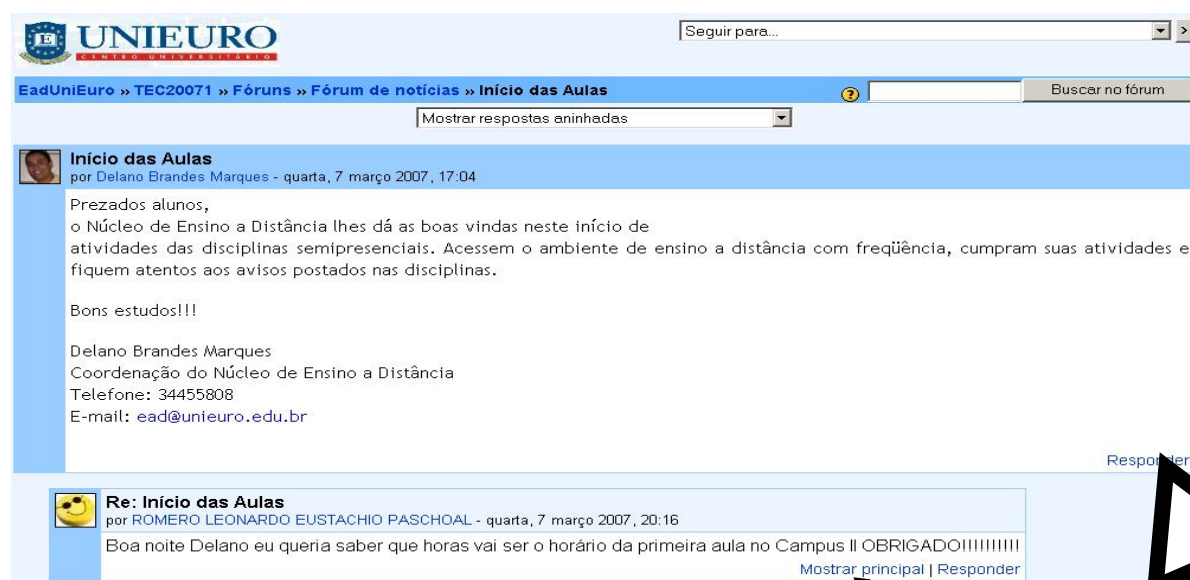 UNIEURO
CENTRO UNIVERSITÁRIO
Seguir para...
EadUniEuro » TEC20071 » Fóruns » Fórum de notícias » Início das Aulas
Buscar no fórum
Mostrar respostas aninhadas
Início das Aulas
por Delano Brandes Marques - quarta, 7 março 2007, 17:04
Prezados alunos,
o Núcleo de Ensino a Distância lhes dá as boas vindas neste início de
atividades das disciplinas semipresenciais. Acessem o ambiente de ensino a distância com freqüência, cumpram suas atividades e
fiquem atentos aos avisos postados nas disciplinas.
Bons estudos!!!
Delano Brandes Marques
Coordenação do Núcleo de Ensino a Distância
Telefone: 34455808
E-mail: ead@unieuro.edu.br
Responder
Re: Início das Aulas
por ROMERO LEONARDO EUSTACHIO PASCHOAL - quarta, 7 março 2007, 20:16
Boa noite Delano eu queria saber que horas vai ser o horário da primeira aula no Campus II OBRIGADO!!!!!!!!!!
Mostrar principal | Responder